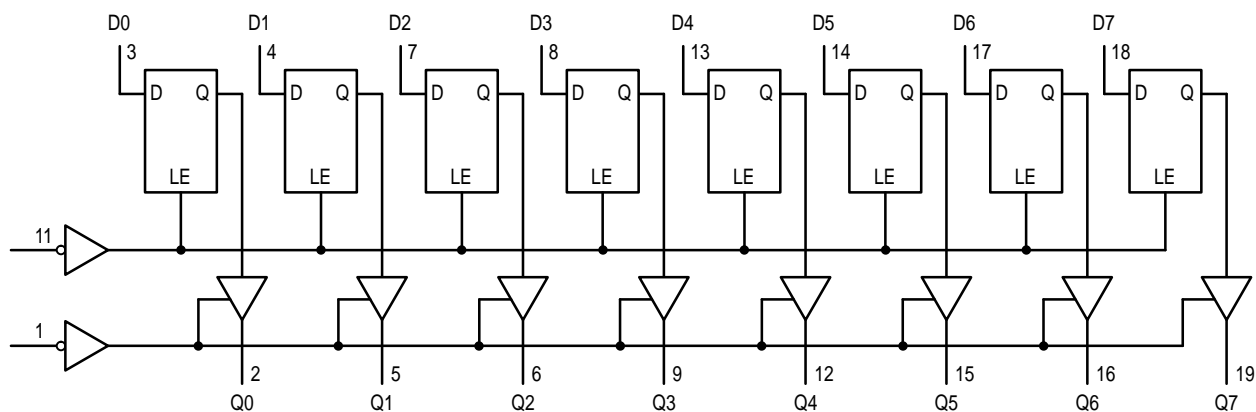 D0 D1 D2 D3 D4 D5 D6 D7
3 4 7 8 13 14 17 18
D Q D Q D Q D Q D Q D Q D Q D Q
LE LE LE LE LE LE LE LE
11
1
2 5 6 9 12 15 16 19
Q0 Q1 Q2 Q3 Q4 Q5 Q6 Q7